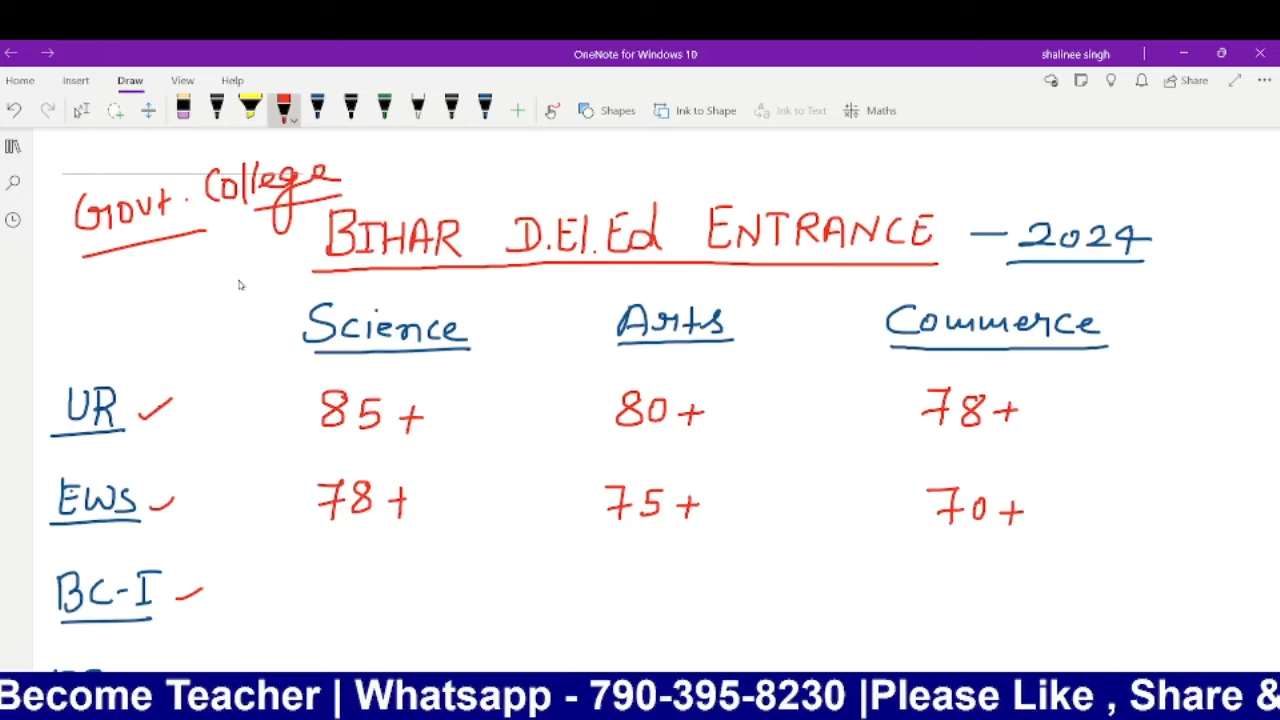 OneNote for Windows 10
shalinee singh
Home Insert Draw View Help
Share
Shapes Ink to Shape Ink to Text Maths
Govt. College
BIHAR D.El.Ed ENTRANCE - 2024
Science Arts Commerce
UR 85+ 80+ 78+
EWS 78+ 75+ 70+
BC-I
Become Teacher | Whatsapp - 790-395-8230 |Please Like , Share &